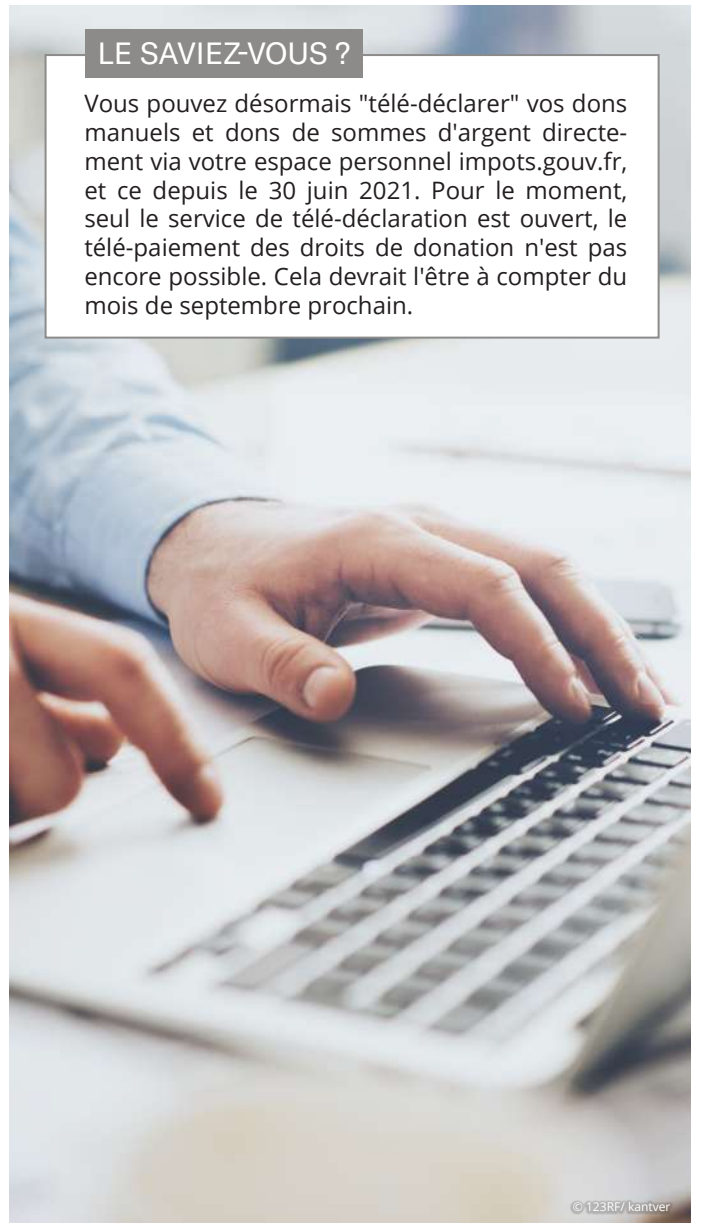 LE SAVIEZ-VOUS ?
Vous pouvez désormais "télé-déclarer" vos dons
manuels et dons de sommes d'argent directe-
ment via votre espace personnel impots.gouv.fr,
et ce depuis le 30 juin 2021. Pour le moment,
seul le service de télé-déclaration est ouvert, le
télé-paiement des droits de donation n'est pas
encore possible. Cela devrait l'être à compter du
mois de septembre prochain.
© 123RF/ kantver